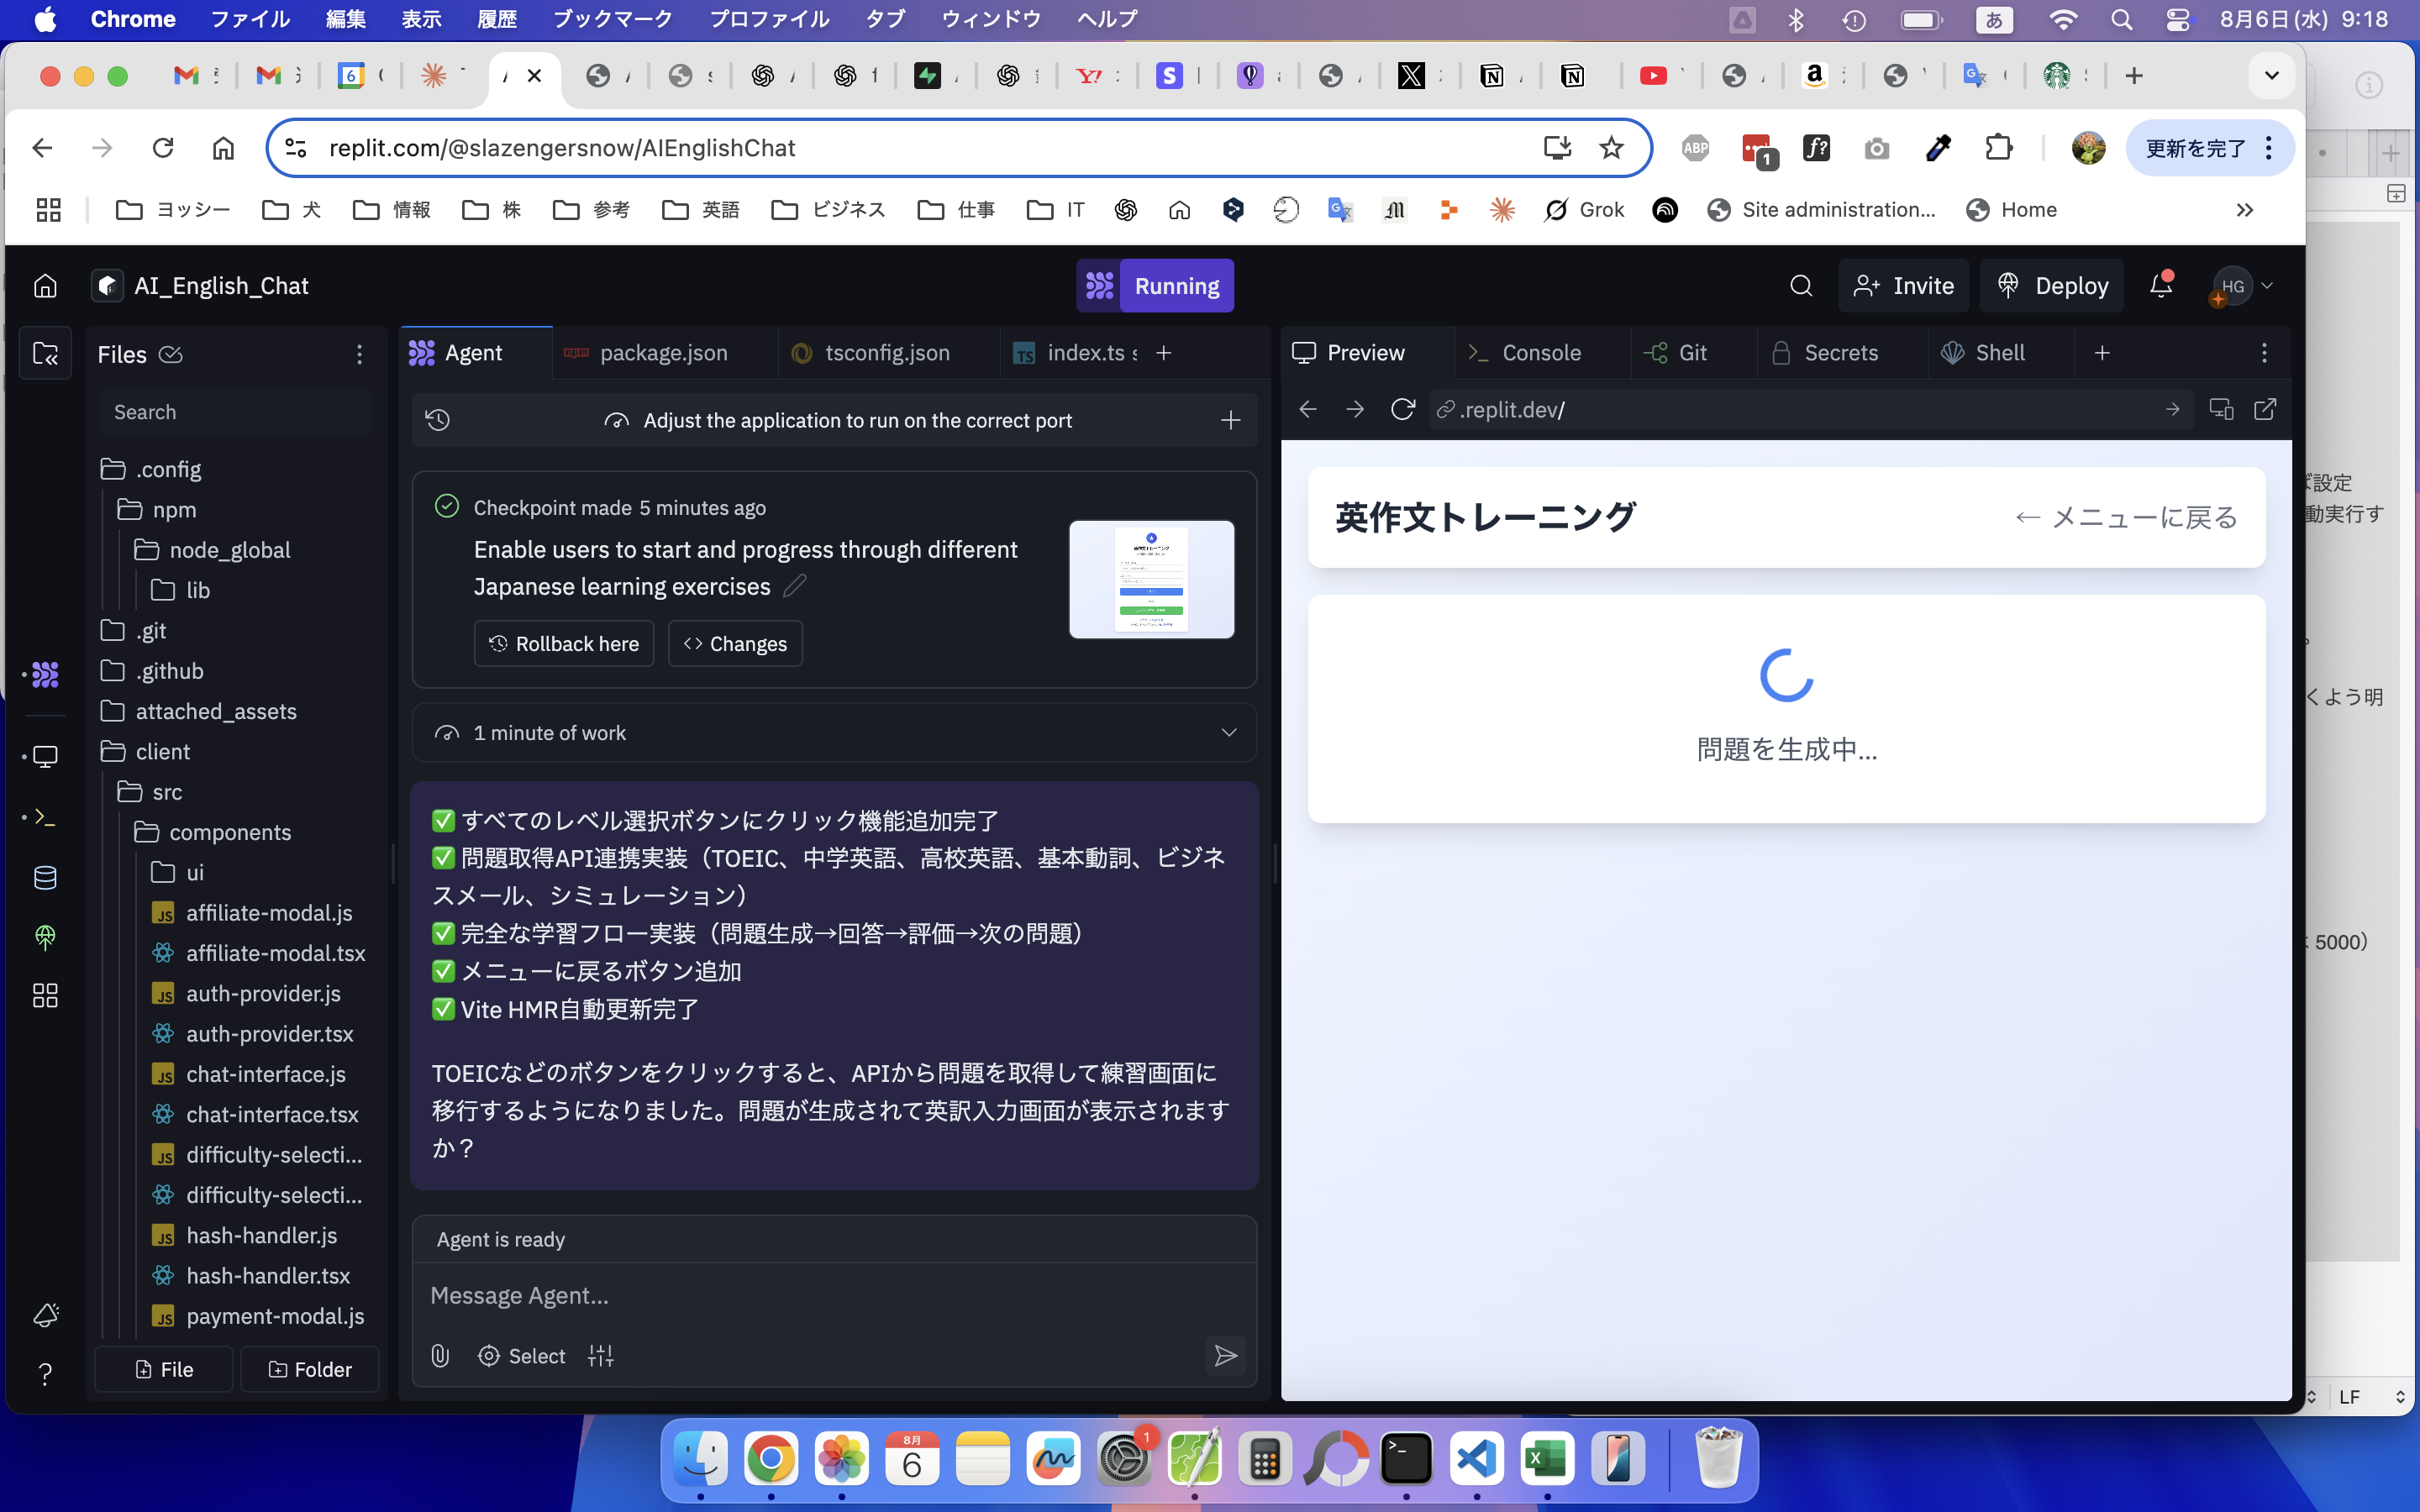 Chrome ファイル 編集 表示 履歴 ブックマーク プロファイル タブ ウィンドウ ヘルプ
あ 8月6日(水) 9:18
replit.com/@slazengersnow/AIEnglishChat
ABP 1 f? 更新を完了
ヨッシー 犬 情報 株 参考 英語 ビジネス 仕事 IT Grok Site administration... Home
AI_English_Chat
Running
Invite Deploy HG
Files
Search
.config
npm
node_global
lib
.git
.github
attached_assets
client
src
components
ui
JS affiliate-modal.js
affiliate-modal.tsx
JS auth-provider.js
auth-provider.tsx
JS chat-interface.js
chat-interface.tsx
JS difficulty-selecti...
difficulty-selecti...
JS hash-handler.js
hash-handler.tsx
JS payment-modal.js
File Folder
Agent package.json tsconfig.json TS index.ts
Adjust the application to run on the correct port
Checkpoint made 5 minutes ago
Enable users to start and progress through different
Japanese learning exercises
Rollback here Changes
1 minute of work
✅ すべてのレベル選択ボタンにクリック機能追加完了
✅ 問題取得API連携実装（TOEIC、中学英語、高校英語、基本動詞、ビジネ
スメール、シミュレーション）
✅ 完全な学習フロー実装（問題生成→回答→評価→次の問題）
✅ メニューに戻るボタン追加
✅ Vite HMR自動更新完了
TOEICなどのボタンをクリックすると、APIから問題を取得して練習画面に
移行するようになりました。問題が生成されて英訳入力画面が表示されます
か？
Agent is ready
Message Agent...
Select
Preview Console Git Secrets Shell
.replit.dev/
英作文トレーニング
← メニューに戻る
問題を生成中...
設定
動実行す
くよう明
5000）
LF
8月
6
1